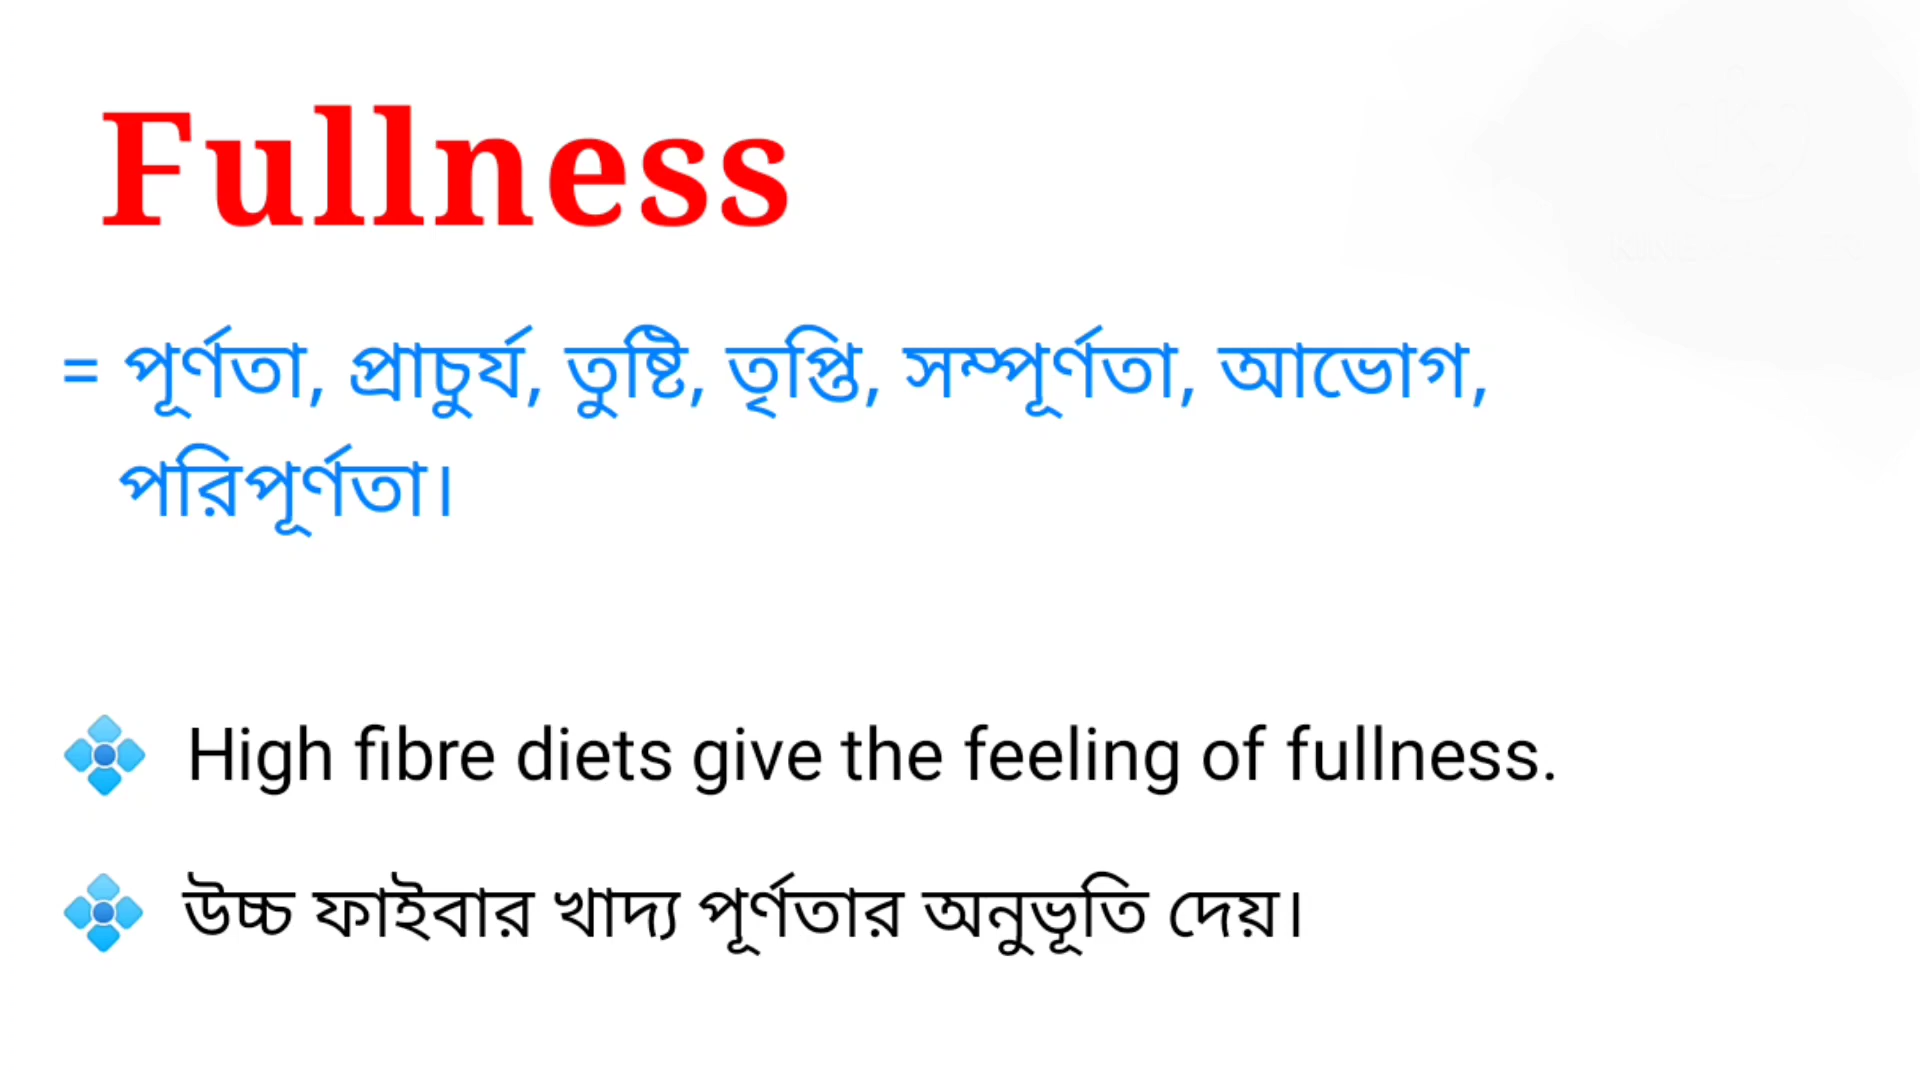 Fullness
= পূর্ণতা, প্রাচুর্য, তুষ্টি, তৃপ্তি, সম্পূর্ণতা, আভোগ,
পরিপূর্ণতা।
High fibre diets give the feeling of fullness.
উচ্চ ফাইবার খাদ্য পূর্ণতার অনুভূতি দেয়।